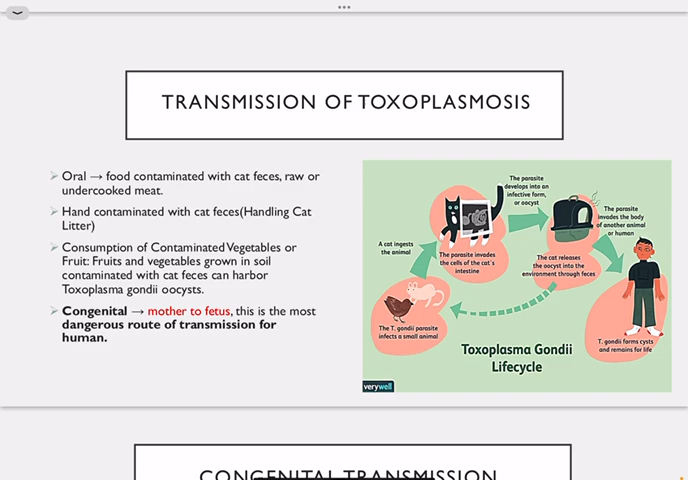 TRANSMISSION OF TOXOPLASMOSIS
Oral → food contaminated with cat feces, raw or
undercooked meat.
Hand contaminated with cat feces(Handling Cat
Litter)
Consumption of Contaminated Vegetables or
Fruit: Fruits and vegetables grown in soil
contaminated with cat feces can harbor
Toxoplasma gondii oocysts.
Congenital → mother to fetus, this is the most
dangerous route of transmission for
human.
The parasite
develops into an
infective form,
or oocyst
The parasite
invades the body
of another animal
or human
A cat ingests
the animal
The parasite invades
the cells of the cat's
intestine
The cat releases
the oocyst into the
environment through feces
The T. gondii parasite
infects a small animal
T. gondii forms cysts
and remains for life
Toxoplasma Gondii
Lifecycle
verywell
CONGENITAL TRANSMISSION